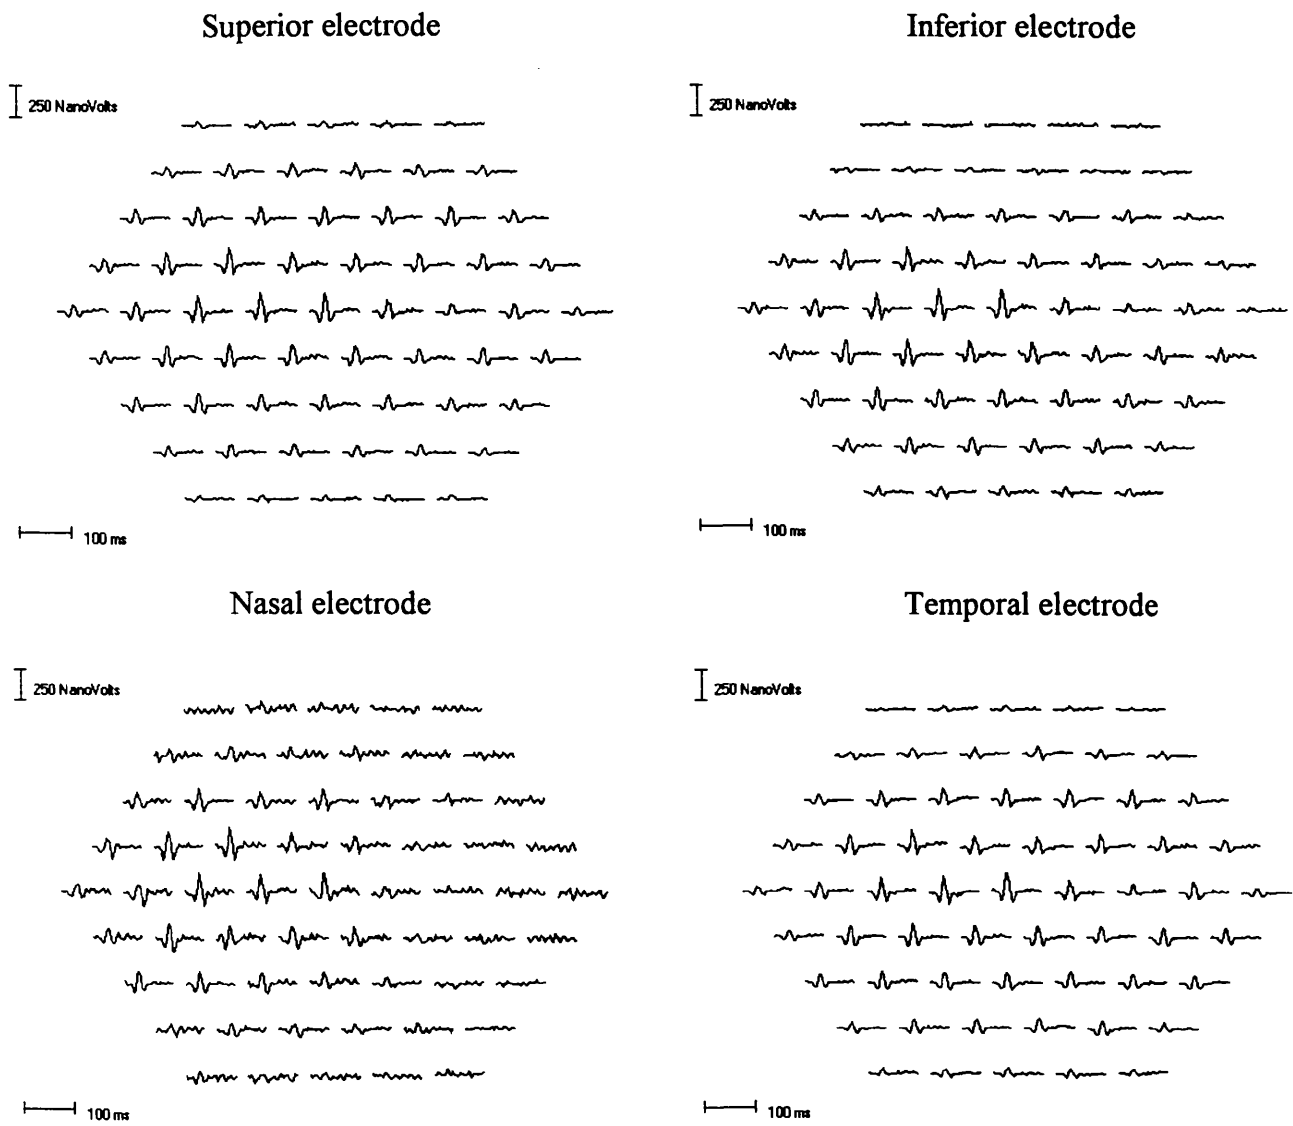 Superior electrode
Inferior electrode
250 NanoVolts
250 NanoVolts
100 ms
100 ms
Nasal electrode
Temporal electrode
250 NanoVolts
250 NanoVolts
100 ms
100 ms